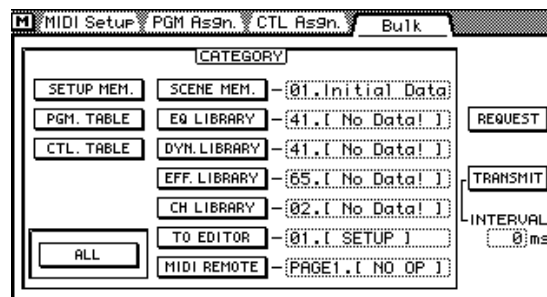 M MIDI Setup PGM Asgn. CTL Asgn. Bulk
CATEGORY
SETUP MEM. SCENE MEM. 01.Initial Data
PGM. TABLE EQ LIBRARY 41.[ No Data! ] REQUEST
CTL. TABLE DYN. LIBRARY 41.[ No Data! ]
EFF. LIBRARY 65.[ No Data! ] TRANSMIT
CH LIBRARY 02.[ No Data! ]
INTERVAL
TO EDITOR 01.[ SETUP ] 0 ms
ALL
MIDI REMOTE PAGE1.[ NO OP ]